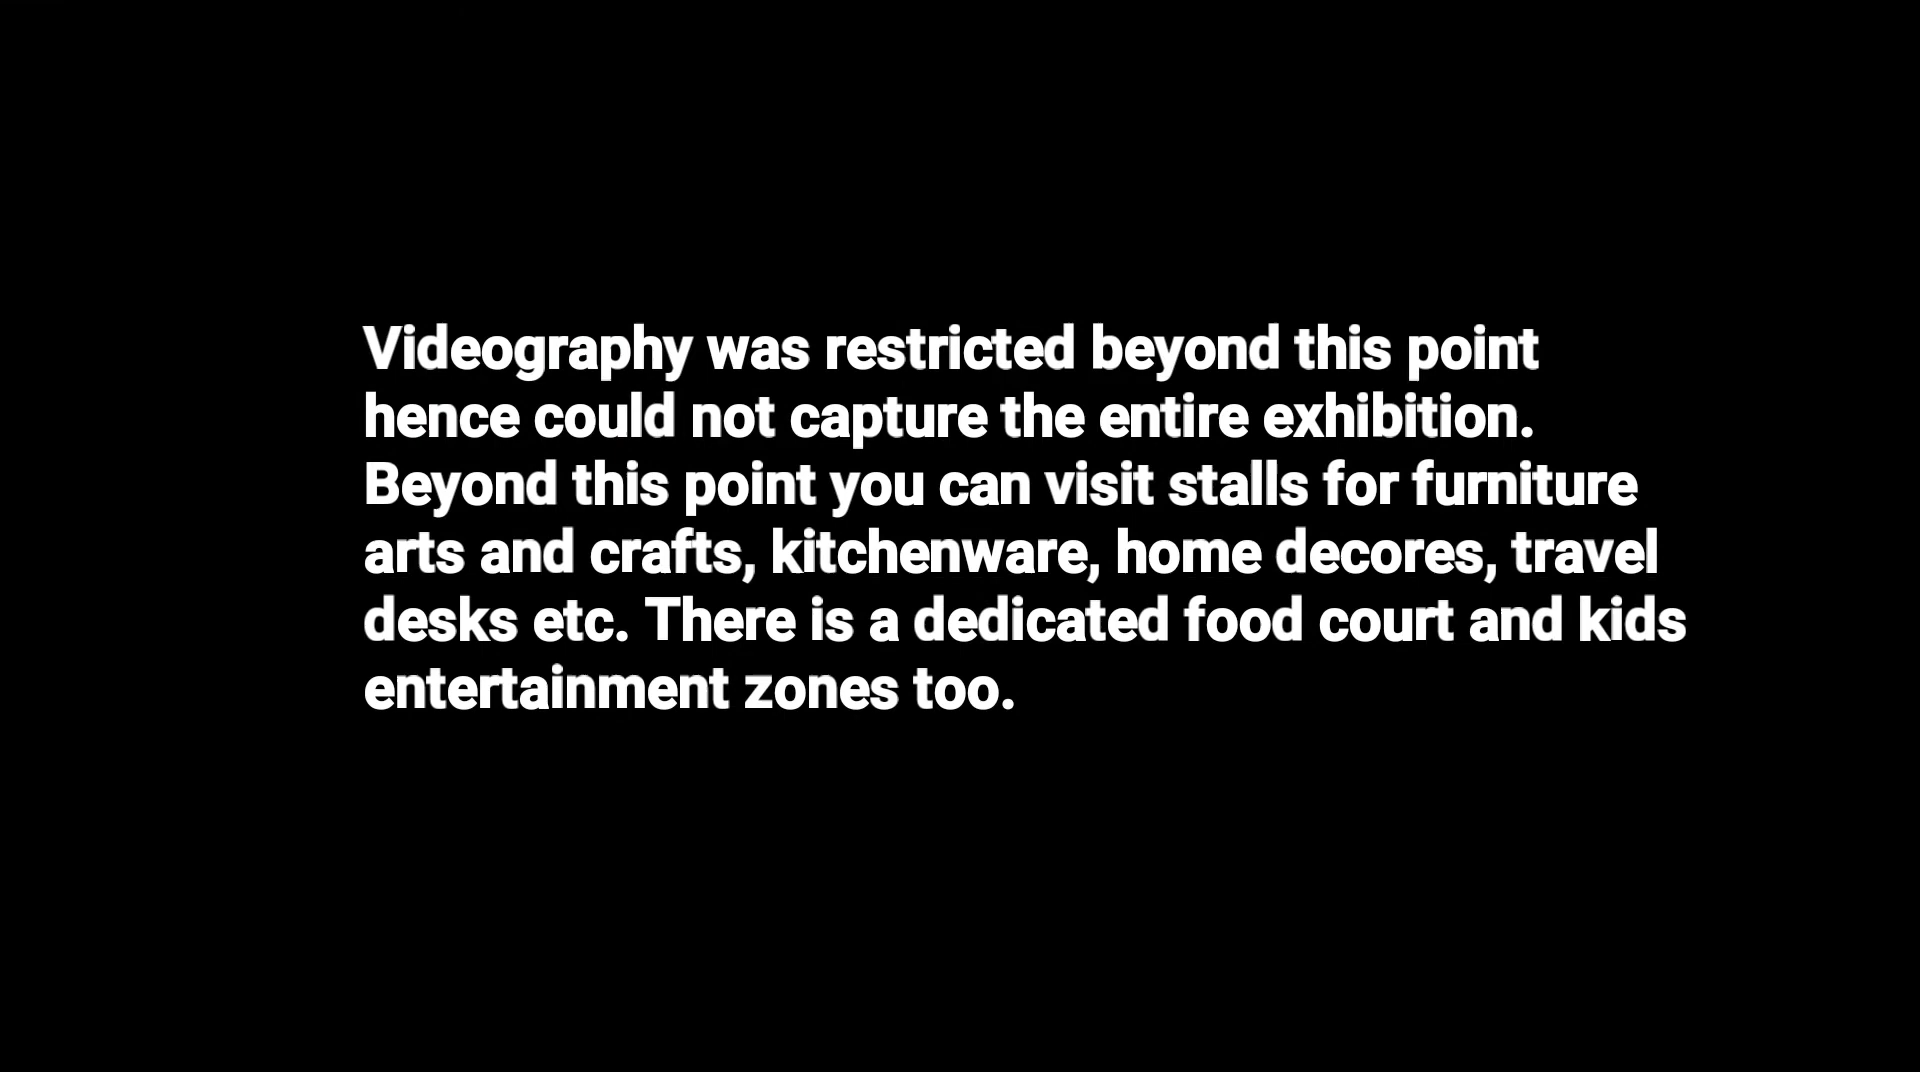 Videography was restricted beyond this point
hence could not capture the entire exhibition.
Beyond this point you can visit stalls for furniture
arts and crafts, kitchenware, home decores, travel
desks etc. There is a dedicated food court and kids
entertainment zones too.